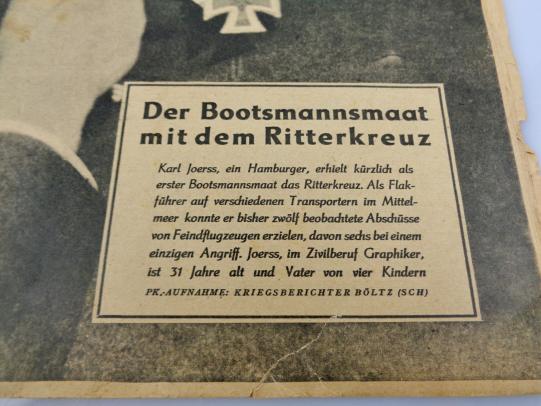 Der Bootsmannsmaat
mit dem Ritterkreuz
Karl Joerss, ein Hamburger, erhielt kürzlich als
erster Bootsmannsmaat das Ritterkreuz. Als Flak-
führer auf verschiedenen Transportern im Mittel-
meer konnte er bisher zwölf beobachtete Abschüsse
von Feindflugzeugen erzielen, davon sechs bei einem
einzigen Angriff. Joerss, im Zivilberuf Graphiker,
ist 31 Jahre alt und Vater von vier Kindern
PK.-AUFNAHME: KRIEGSBERICHTER BÖLTZ (SCH)